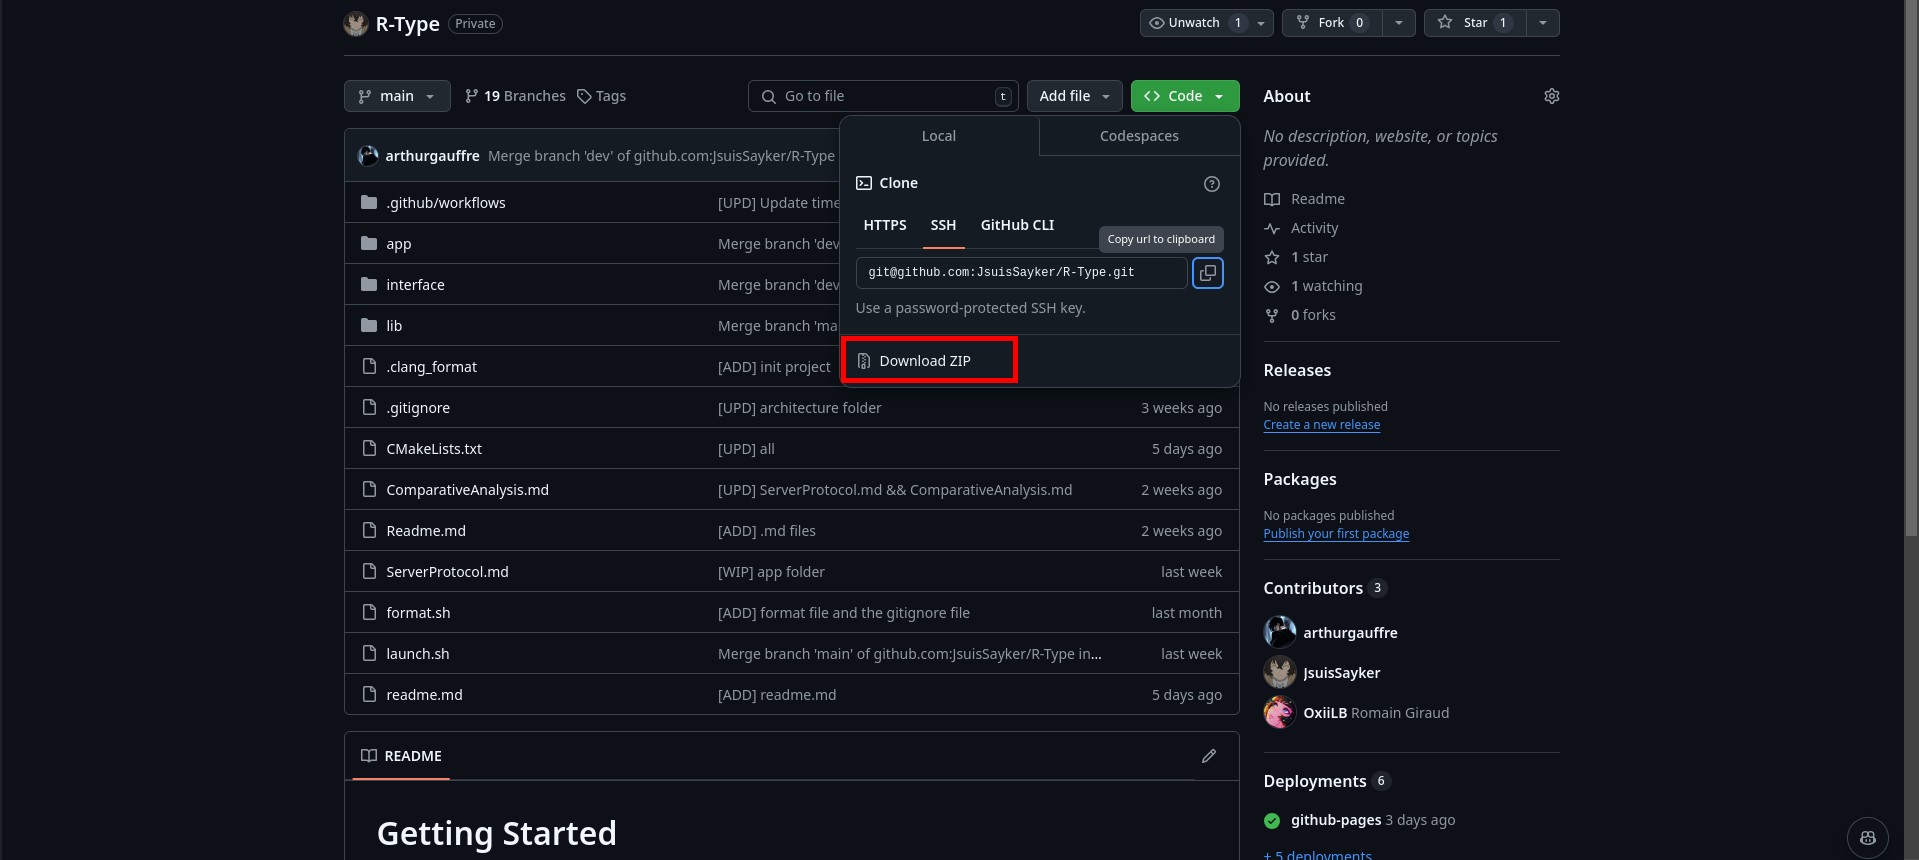 R-Type Private
Unwatch 1
Fork 0
Star 1
main
19 Branches
Tags
Go to file t
Add file
Code
About
No description, website, or topics
provided.
Readme
Activity
1 star
1 watching
0 forks
Releases
No releases published
Create a new release
Packages
No packages published
Publish your first package
Contributors 3
arthurgauffre
JsuisSayker
OxiiLB Romain Giraud
Deployments 6
github-pages 3 days ago
+ 5 deployments
Local
Codespaces
Clone
HTTPS
SSH
GitHub CLI
Copy url to clipboard
git@github.com:JsuisSayker/R-Type.git
Use a password-protected SSH key.
Download ZIP
arthurgauffre Merge branch 'dev' of github.com:JsuisSayker/R-Type
.github/workflows [UPD] Update time
app Merge branch 'dev
interface Merge branch 'dev
lib Merge branch 'ma
.clang_format [ADD] init project
.gitignore [UPD] architecture folder 3 weeks ago
CMakeLists.txt [UPD] all 5 days ago
ComparativeAnalysis.md [UPD] ServerProtocol.md && ComparativeAnalysis.md 2 weeks ago
Readme.md [ADD] .md files 2 weeks ago
ServerProtocol.md [WIP] app folder last week
format.sh [ADD] format file and the gitignore file last month
launch.sh Merge branch 'main' of github.com:JsuisSayker/R-Type in... last week
readme.md [ADD] readme.md 5 days ago
README
Getting Started